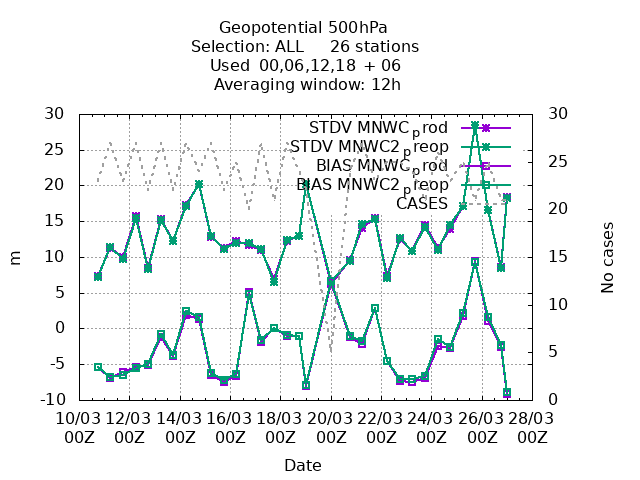 Geopotential 500hPa
Selection: ALL 26 stations
Used 00,06,12,18 + 06
Averaging window: 12h
STDV MNWC_prod
STDV MNWC2_preop
BIAS MNWC_prod
BIAS MNWC2_preop
CASES
30
25
20
15
10
5
0
-5
-10
m
30
25
20
15
10
5
0
No cases
10/03 12/03 14/03 16/03 18/03 20/03 22/03 24/03 26/03 28/03
00Z 00Z 00Z 00Z 00Z 00Z 00Z 00Z 00Z 00Z
Date